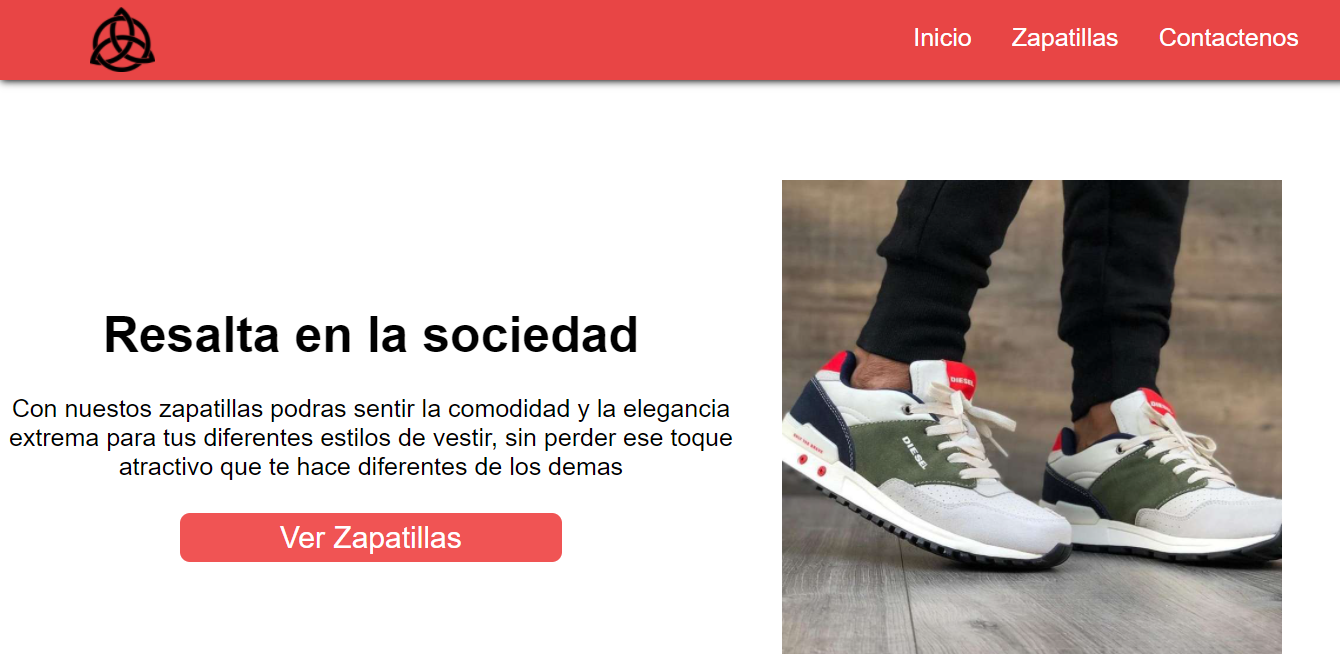 Inicio Zapatillas Contactenos
Resalta en la sociedad
Con nuestos zapatillas podras sentir la comodidad y la elegancia
extrema para tus diferentes estilos de vestir, sin perder ese toque
atractivo que te hace diferentes de los demas
Ver Zapatillas
DIESEL
DIESEL